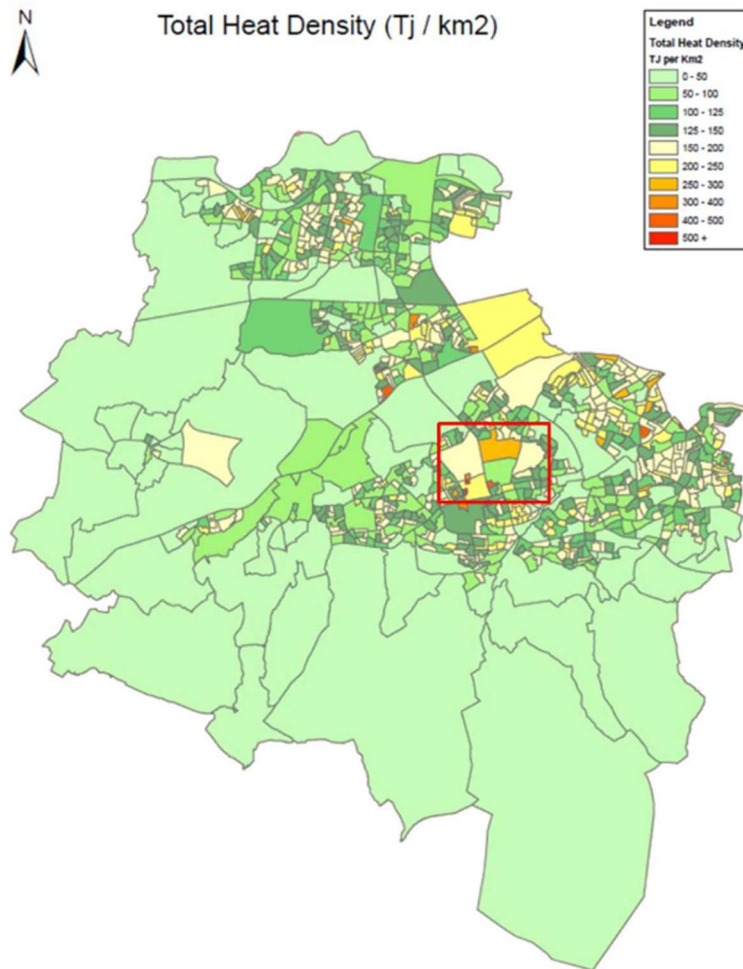 N
Total Heat Density (Tj / km2)
Legend
Total Heat Density
TJ per Km2
0 - 50
50 - 100
100 - 125
125 - 150
150 - 200
200 - 250
250 - 300
300 - 400
400 - 500
500 +